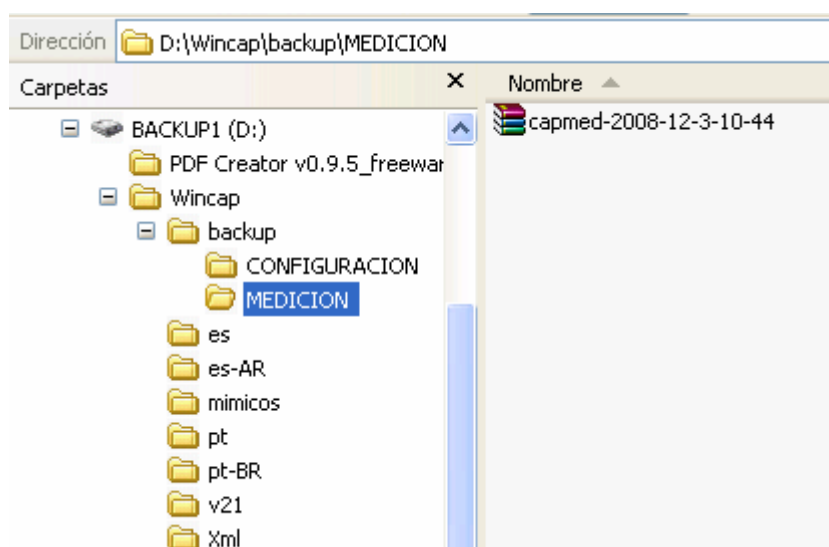 Dirección D:\Wincap\backup\MEDICION
Carpetas
Nombre
BACKUP1 (D:)
PDF Creator v0.9.5_freewar
Wincap
backup
CONFIGURACION
MEDICION
es
es-AR
mimicos
pt
pt-BR
v21
Xml
capmed-2008-12-3-10-44